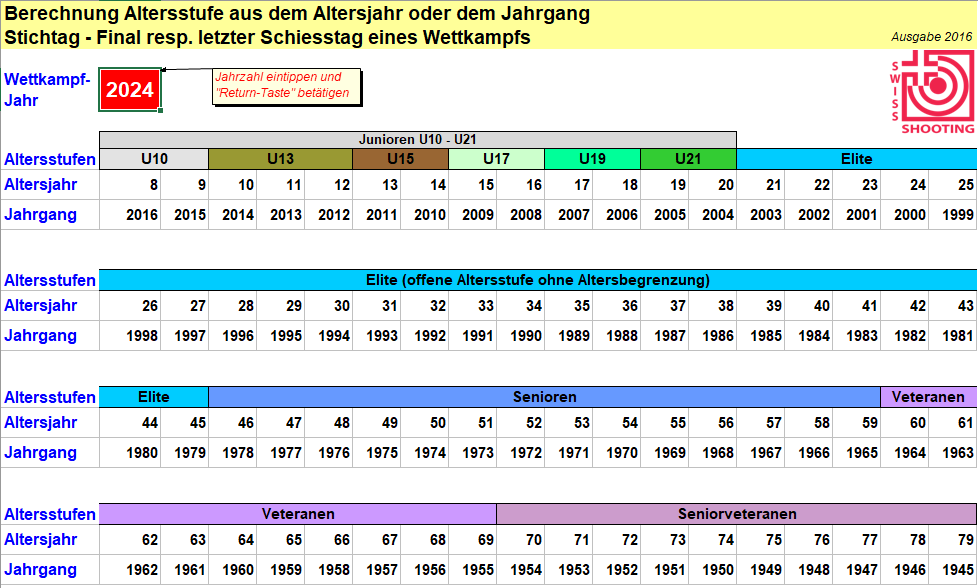 Berechnung Altersstufe aus dem Altersjahr oder dem Jahrgang
Stichtag - Final resp. letzter Schiesstag eines Wettkampfs
Ausgabe 2016
Wettkampf-
Jahr
2024
Jahrzahl eintippen und
"Return-Taste" betätigen
SWISS
SHOOTING
Junioren U10 - U21
Altersstufen U10 U13 U15 U17 U19 U21 Elite
Altersjahr 8 9 10 11 12 13 14 15 16 17 18 19 20 21 22 23 24 25
Jahrgang 2016 2015 2014 2013 2012 2011 2010 2009 2008 2007 2006 2005 2004 2003 2002 2001 2000 1999
Altersstufen Elite (offene Altersstufe ohne Altersbegrenzung)
Altersjahr 26 27 28 29 30 31 32 33 34 35 36 37 38 39 40 41 42 43
Jahrgang 1998 1997 1996 1995 1994 1993 1992 1991 1990 1989 1988 1987 1986 1985 1984 1983 1982 1981
Altersstufen Elite Senioren Veteranen
Altersjahr 44 45 46 47 48 49 50 51 52 53 54 55 56 57 58 59 60 61
Jahrgang 1980 1979 1978 1977 1976 1975 1974 1973 1972 1971 1970 1969 1968 1967 1966 1965 1964 1963
Altersstufen Veteranen Seniorveteranen
Altersjahr 62 63 64 65 66 67 68 69 70 71 72 73 74 75 76 77 78 79
Jahrgang 1962 1961 1960 1959 1958 1957 1956 1955 1954 1953 1952 1951 1950 1949 1948 1947 1946 1945